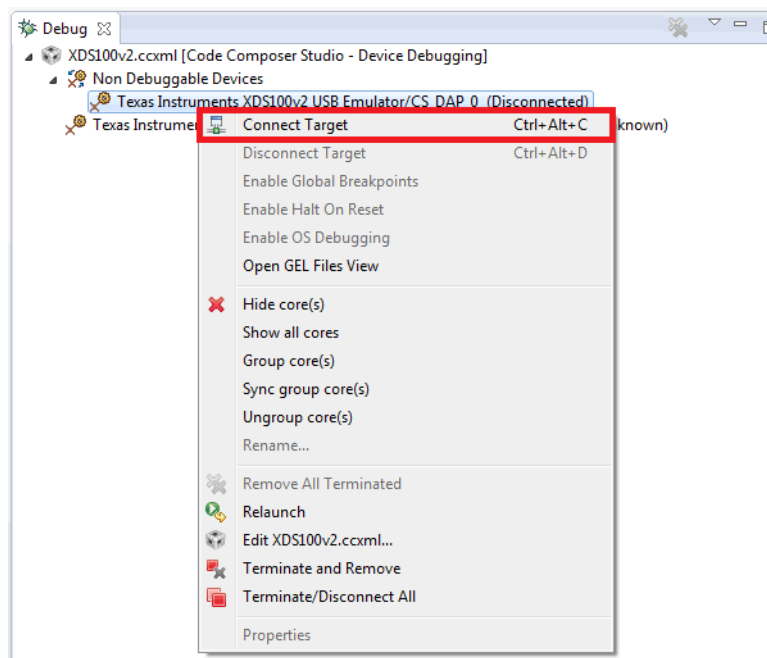 Debug
XDS100v2.ccxml [Code Composer Studio - Device Debugging]
Non Debuggable Devices
Texas Instruments XDS100v2 USB Emulator/CS_DAP_0 (Disconnected)
Texas Instrumen
Connect Target Ctrl+Alt+C known)
Disconnect Target Ctrl+Alt+D
Enable Global Breakpoints
Enable Halt On Reset
Enable OS Debugging
Open GEL Files View
Hide core(s)
Show all cores
Group core(s)
Sync group core(s)
Ungroup core(s)
Rename...
Remove All Terminated
Relaunch
Edit XDS100v2.ccxml...
Terminate and Remove
Terminate/Disconnect All
Properties